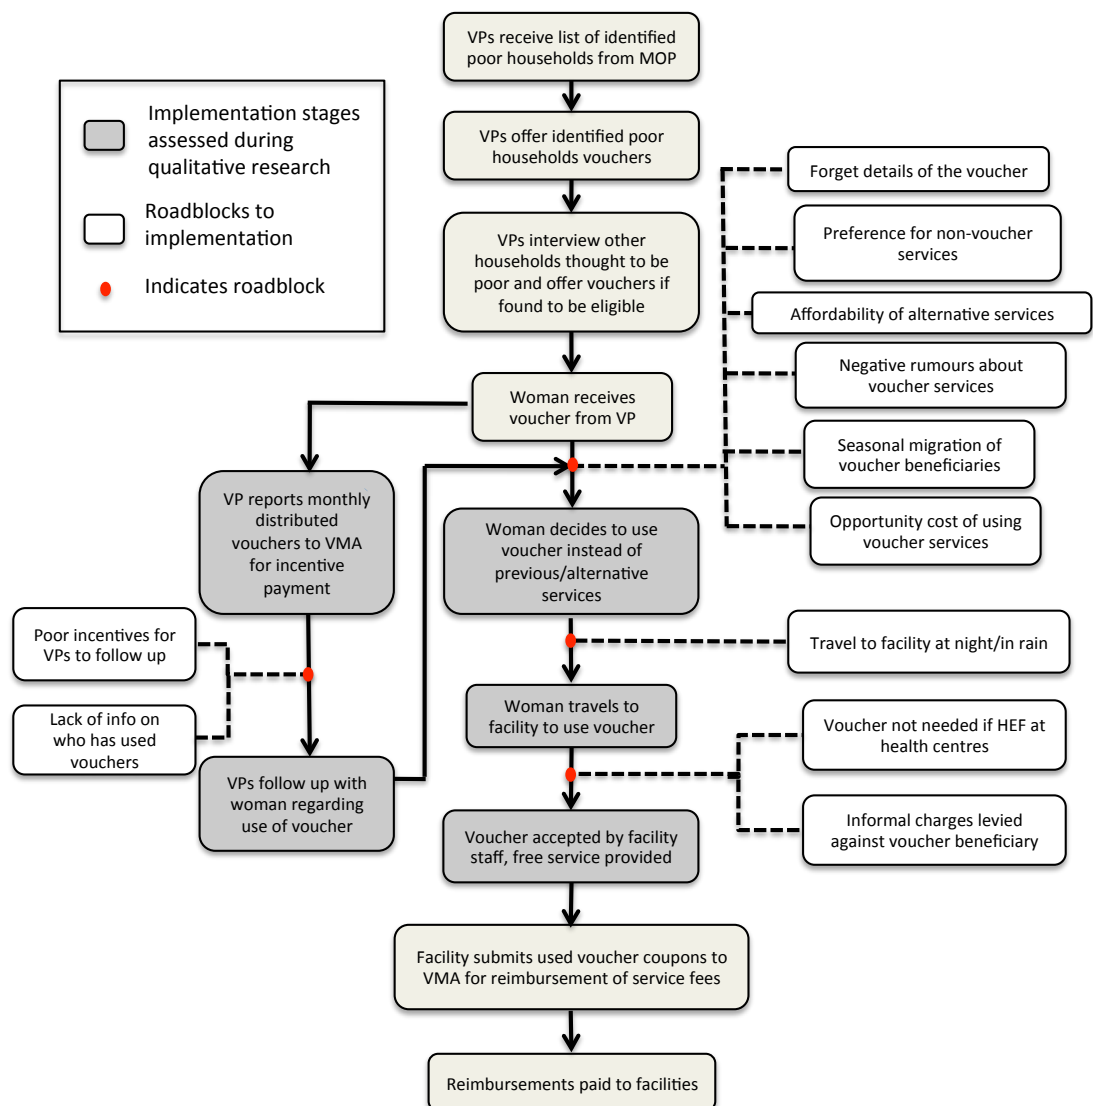 VPs receive list of identified
poor households from MOP
Implementation stages
assessed during
qualitative research
Roadblocks to
implementation
Indicates roadblock
VPs offer identified poor
households vouchers
VPs interview other
households thought to be
poor and offer vouchers if
found to be eligible
Woman receives
voucher from VP
Forget details of the voucher
Preference for non-voucher
services
Affordability of alternative services
Negative rumours about
voucher services
Seasonal migration of
voucher beneficiaries
Opportunity cost of using
voucher services
VP reports monthly
distributed
vouchers to VMA
for incentive
payment
Woman decides to use
voucher instead of
previous/alternative
services
Poor incentives for
VPs to follow up
Lack of info on
who has used
vouchers
VPs follow up with
woman regarding
use of voucher
Travel to facility at night/in rain
Woman travels to
facility to use voucher
Voucher not needed if HEF at
health centres
Informal charges levied
against voucher beneficiary
Voucher accepted by facility
staff, free service provided
Facility submits used voucher coupons to
VMA for reimbursement of service fees
Reimbursements paid to facilities